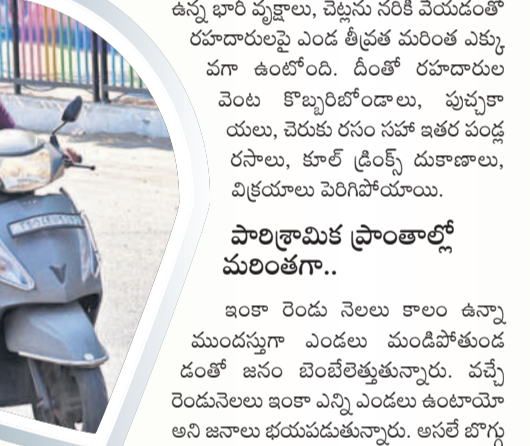 ఉన్న భారీ వృక్షాలు, చెట్లను నరికి వేయడంతో
రహదారులపై ఎండ తీవ్రత మరింత ఎక్కు
వగా ఉంటోంది. దీంతో రహదారుల
వెంట కొబ్బరిబోండాలు, పుచ్చకా
యలు, చెరుకు రసం సహా ఇతర పండ్ల
రసాలు, కూల్ డ్రింక్స్ దుకాణాలు,
విక్రయాలు పెరిగిపోయాయి.
పారిశ్రామిక ప్రాంతాల్లో
మరింతగా..
ఇంకా రెండు నెలలు కాలం ఉన్నా
ముందస్తుగా ఎండలు మండిపోతుండ
డంతో జనం బెంబేలెత్తుతున్నారు. వచ్చే
రెండునెలలు ఇంకా ఎన్ని ఎండలు ఉంటాయో
అని జనాలు భయపడుతున్నారు. అసలే బొగ్గు